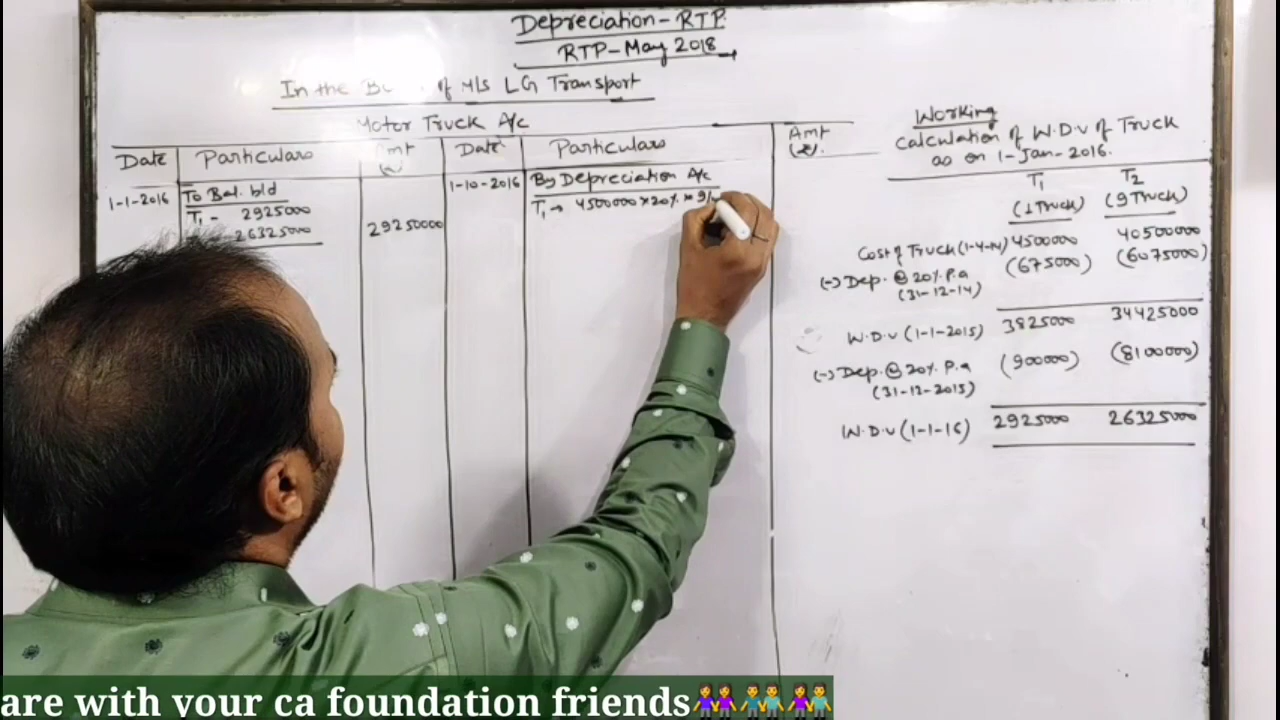 Depreciation - RTP
RTP - May 2018
In the of M/s LG Transport
Motor Truck A/c
Date Particulars Amt (₹) Date Particulars Amt (₹).
1-1-2016 To Bal. b/d
T1 - 2925000
26325000 29250000
1-10-2016 By Depreciation A/c
T1 → 4500000 × 20% × 9/
Working
Calculation of W.D.V of Truck
as on 1-Jan-2016.
T1 T2
(1 Truck) (9 Truck)
Cost of Truck (1-4-14) 4500000 40500000
(-) Dep. @ 20% P.a (675000) (6075000)
(31-12-14)
W.D.V (1-1-2015) 3825000 34425000
(-) Dep. @ 20% P.a (900000) (8100000)
(31-12-2015)
W.D.V (1-1-16) 2925000 26325000
are with your ca foundation friends👭👬👭